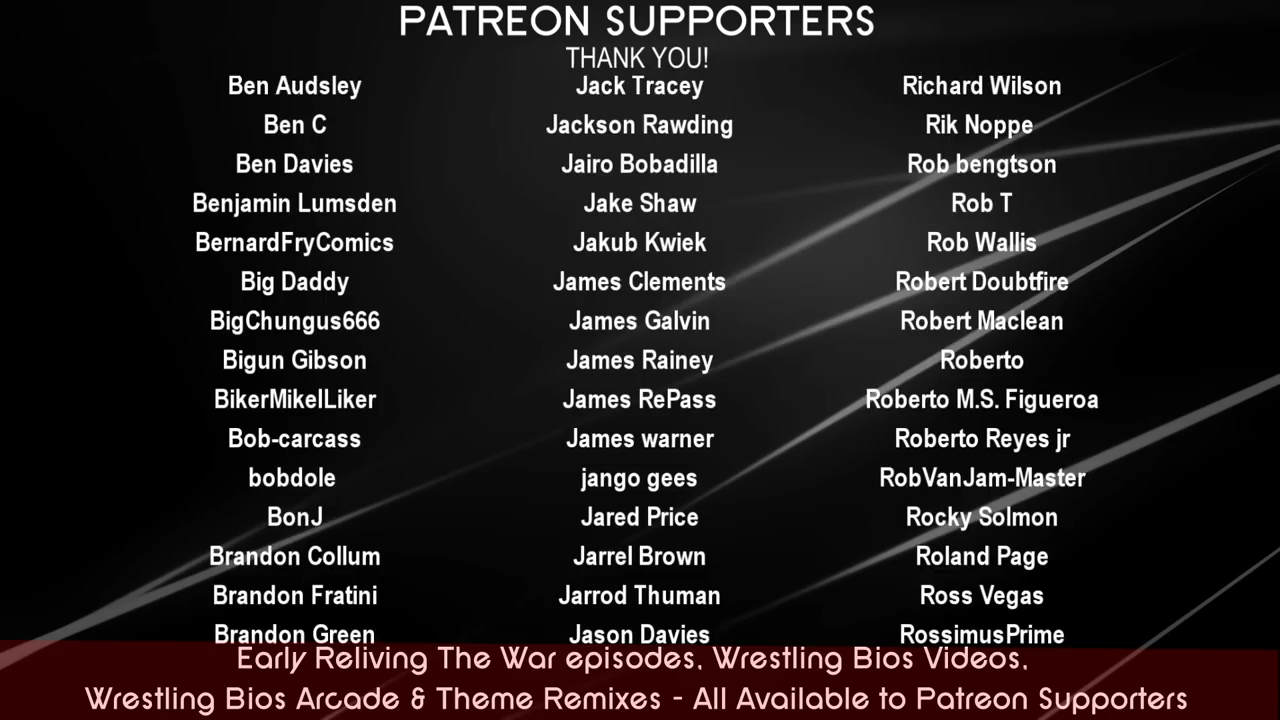 PATREON SUPPORTERS
THANK YOU!
Ben Audsley
Ben C
Ben Davies
Benjamin Lumsden
BernardFryComics
Big Daddy
BigChungus666
Bigun Gibson
BikerMikelLiker
Bob-carcass
bobdole
BonJ
Brandon Collum
Brandon Fratini
Brandon Green
Jack Tracey
Jackson Rawding
Jairo Bobadilla
Jake Shaw
Jakub Kwiek
James Clements
James Galvin
James Rainey
James RePass
James warner
jango gees
Jared Price
Jarrel Brown
Jarrod Thuman
Jason Davies
Richard Wilson
Rik Noppe
Rob bengtson
Rob T
Rob Wallis
Robert Doubtfire
Robert Maclean
Roberto
Roberto M.S. Figueroa
Roberto Reyes jr
RobVanJam-Master
Rocky Solmon
Roland Page
Ross Vegas
RossimusPrime
Early Reliving The War episodes, Wrestling Bios Videos,
Wrestling Bios Arcade & Theme Remixes - All Available to Patreon Supporters